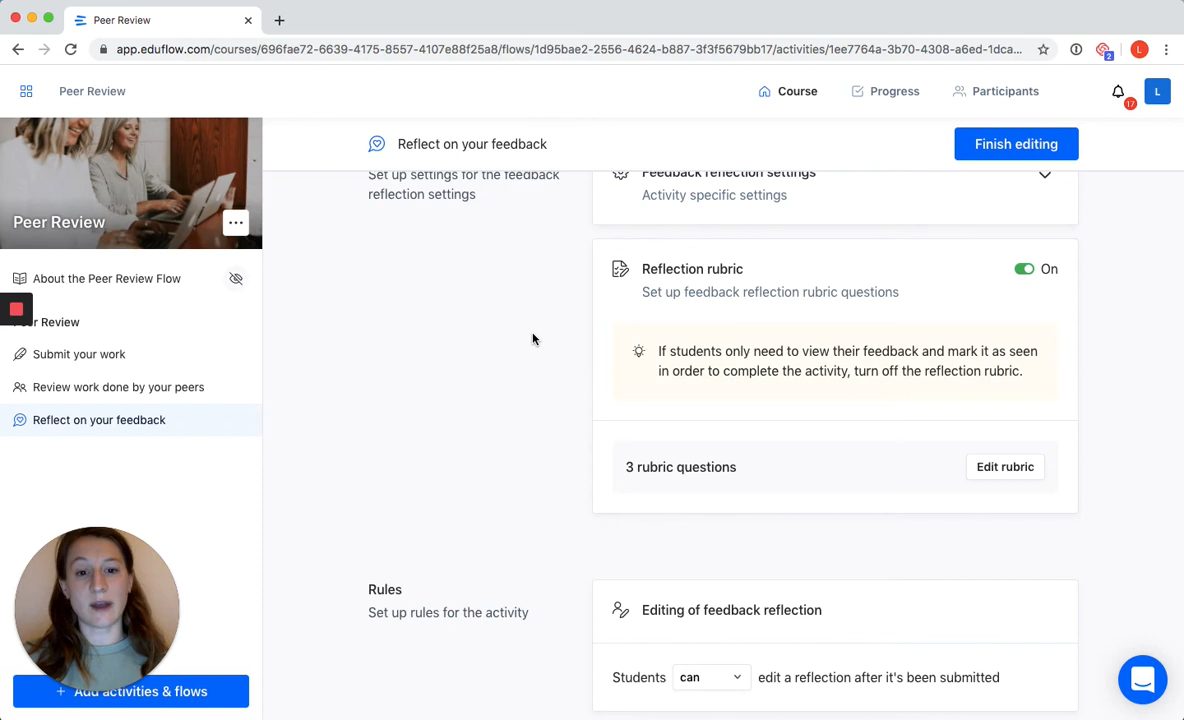 Peer Review
app.eduflow.com/courses/696fae72-6639-4175-8557-4107e88f25a8/flows/1d95bae2-2556-4624-b887-3f3f5679bb17/activities/1ee7764a-3b70-4308-a6ed-1dca...
2
L
Peer Review
Course
Progress
Participants
17
L
Reflect on your feedback
Finish editing
Peer Review
About the Peer Review Flow
er Review
Submit your work
Review work done by your peers
Reflect on your feedback
Add activities & flows
Set up settings for the feedback
reflection settings
Feedback reflection settings
Activity specific settings
Reflection rubric
On
Set up feedback reflection rubric questions
If students only need to view their feedback and mark it as seen
in order to complete the activity, turn off the reflection rubric.
3 rubric questions
Edit rubric
Rules
Set up rules for the activity
Editing of feedback reflection
Students can edit a reflection after it's been submitted